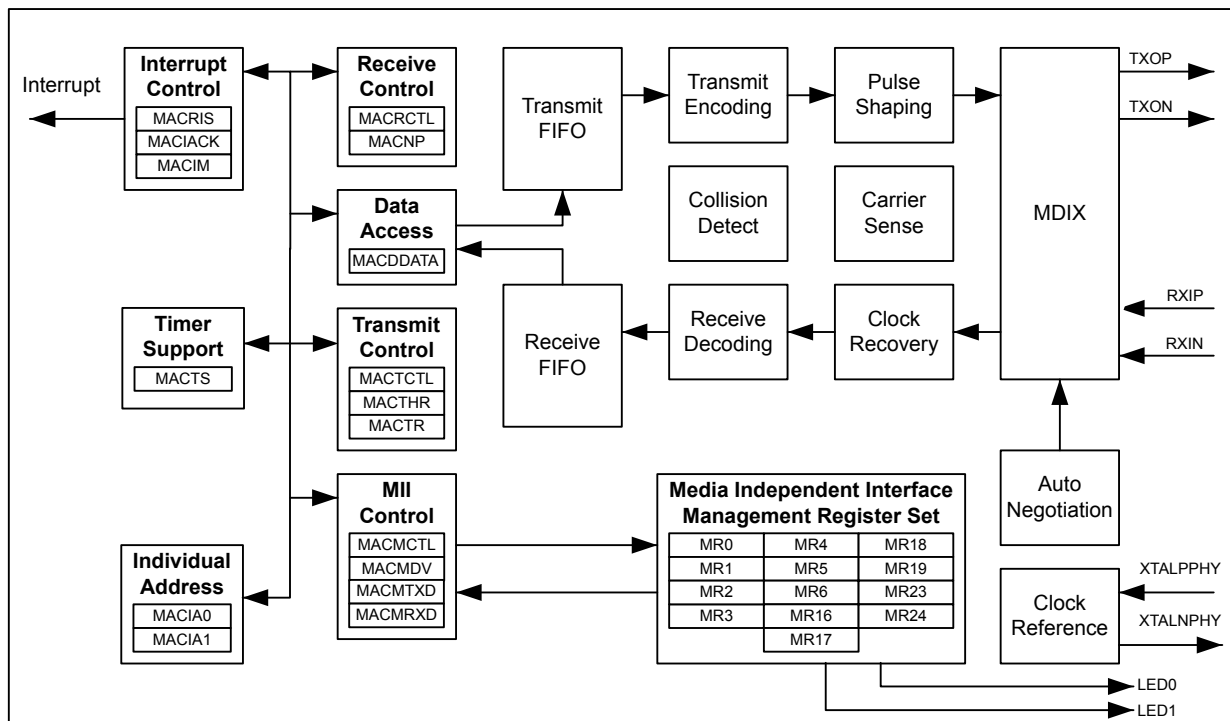 Interrupt
Interrupt
Control
MACRIS
MACIACK
MACIM
Receive
Control
MACRCTL
MACNP
Transmit
FIFO
Transmit
Encoding
Pulse
Shaping
MDIX
TXOP
TXON
Data
Access
MACDDATA
Collision
Detect
Carrier
Sense
Timer
Support
MACTS
Transmit
Control
MACTCTL
MACTHR
MACTR
Receive
FIFO
Receive
Decoding
Clock
Recovery
RXIP
RXIN
Individual
Address
MACIA0
MACIA1
MII
Control
MACMCTL
MACMDV
MACMTXD
MACMRXD
Media Independent Interface
Management Register Set
MR0 MR4 MR18
MR1 MR5 MR19
MR2 MR6 MR23
MR3 MR16 MR24
MR17
Auto
Negotiation
Clock
Reference
XTALPPHY
XTALNPHY
LED0
LED1